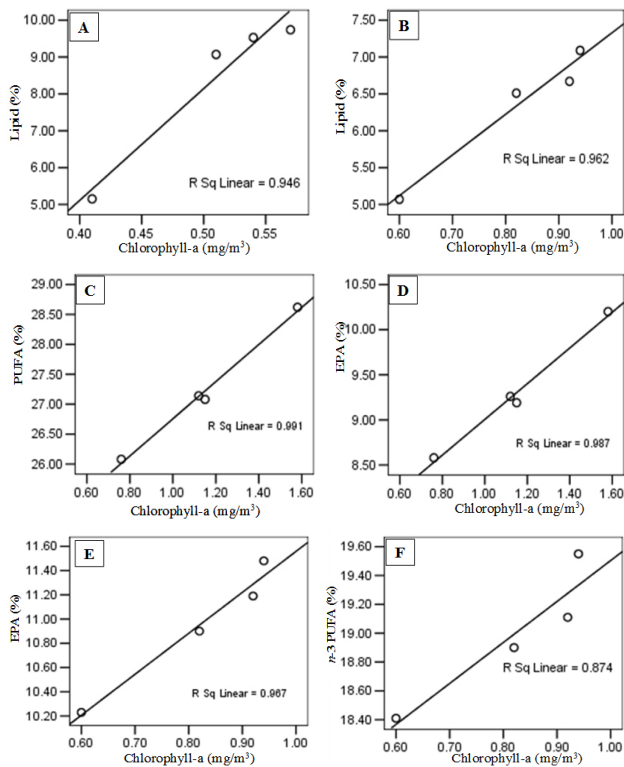 A
10.00
9.00
8.00
7.00
6.00
5.00
Lipid (%)
R Sq Linear = 0.946
0.40 0.45 0.50 0.55
Chlorophyll-a (mg/m³)
B
7.50
7.00
6.50
6.00
5.50
5.00
Lipid (%)
R Sq Linear = 0.962
0.60 0.70 0.80 0.90 1.00
Chlorophyll-a (mg/m³)
C
29.00
28.50
28.00
27.50
27.00
26.50
26.00
PUFA (%)
R Sq Linear = 0.991
0.60 0.80 1.00 1.20 1.40 1.60
Chlorophyll-a (mg/m³)
D
10.50
10.00
9.50
9.00
8.50
EPA (%)
R Sq Linear = 0.987
0.60 0.80 1.00 1.20 1.40 1.60
Chlorophyll-a (mg/m³)
E
11.60
11.40
11.20
11.00
10.80
10.60
10.40
10.20
EPA (%)
R Sq Linear = 0.967
0.60 0.70 0.80 0.90 1.00
Chlorophyll-a (mg/m³)
F
19.60
19.40
19.20
19.00
18.80
18.60
18.40
n-3 PUFA (%)
R Sq Linear = 0.874
0.60 0.70 0.80 0.90 1.00
Chlorophyll-a (mg/m³)